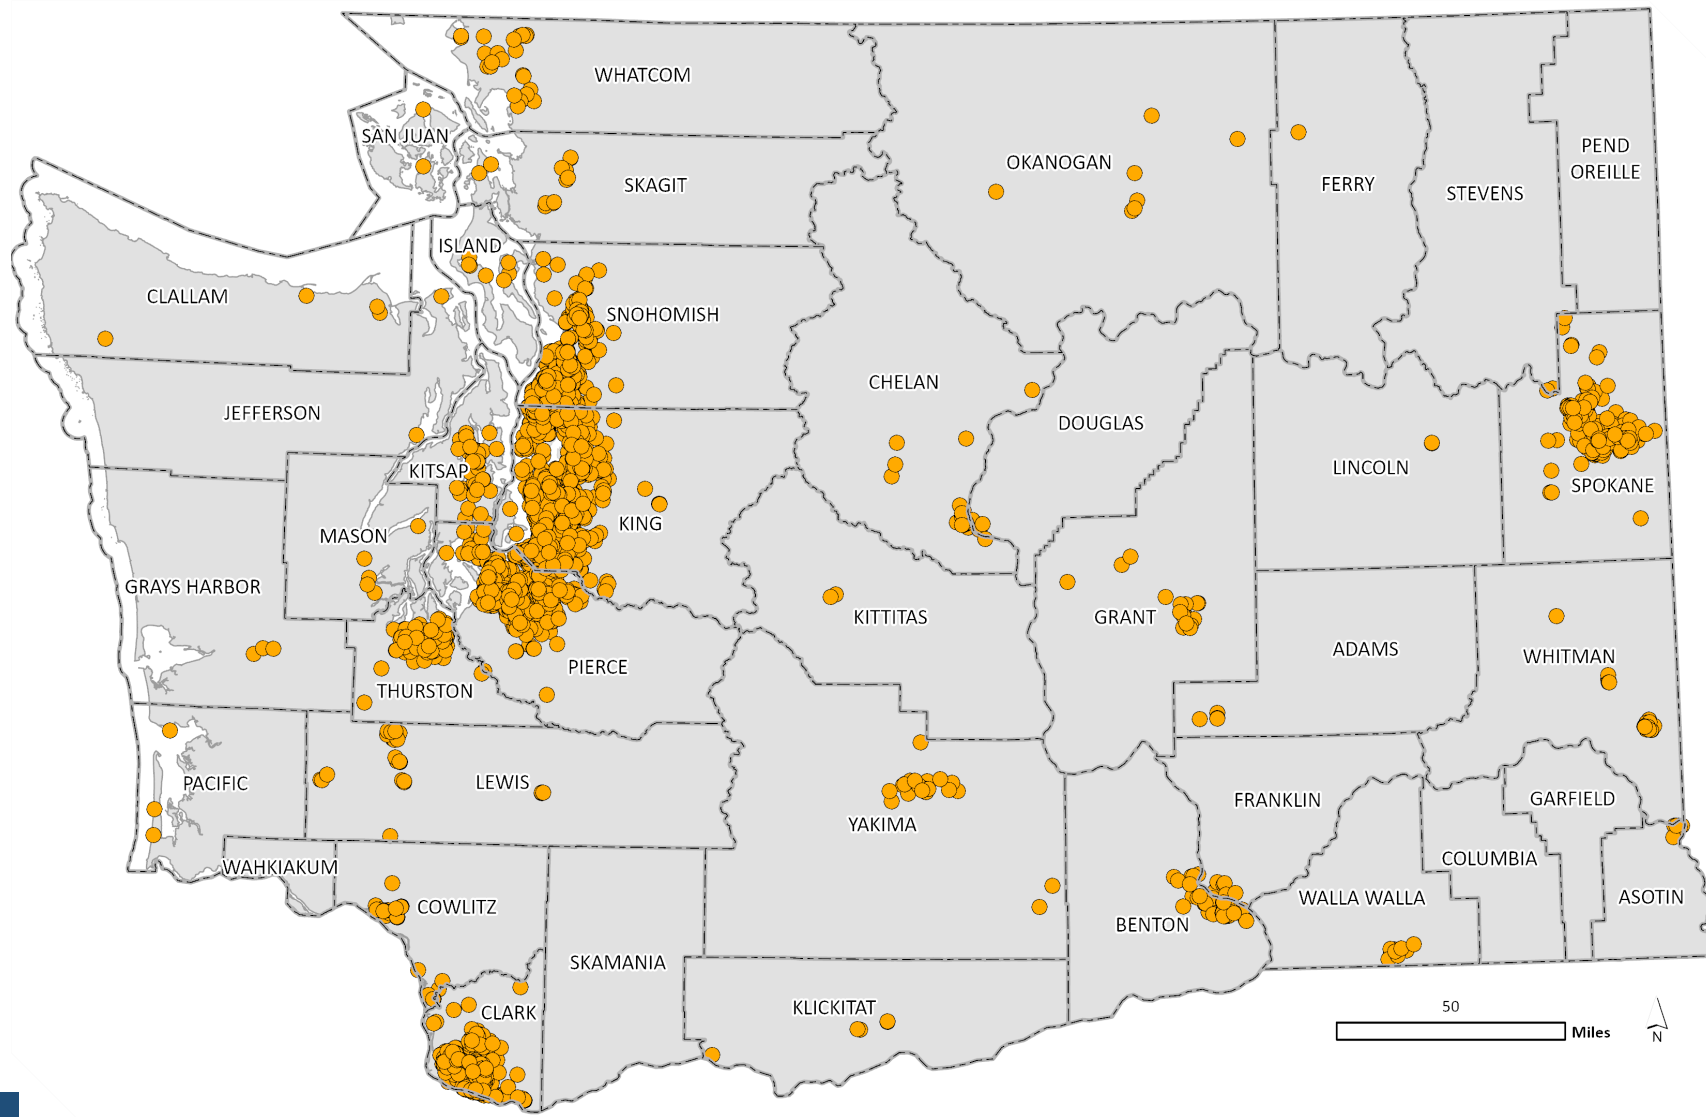 WHATCOM
SAN JUAN
SKAGIT
OKANOGAN
FERRY
STEVENS
PEND
OREILLE
ISLAND
CLALLAM
SNOHOMISH
JEFFERSON
CHELAN
DOUGLAS
KITSAP
LINCOLN
SPOKANE
MASON
KING
GRAYS HARBOR
KITTITAS
GRANT
ADAMS
WHITMAN
PIERCE
THURSTON
PACIFIC
LEWIS
YAKIMA
FRANKLIN
GARFIELD
WAHKIAKUM
COLUMBIA
COWLITZ
BENTON
WALLA WALLA
ASOTIN
SKAMANIA
CLARK
KLICKITAT
50
Miles
N